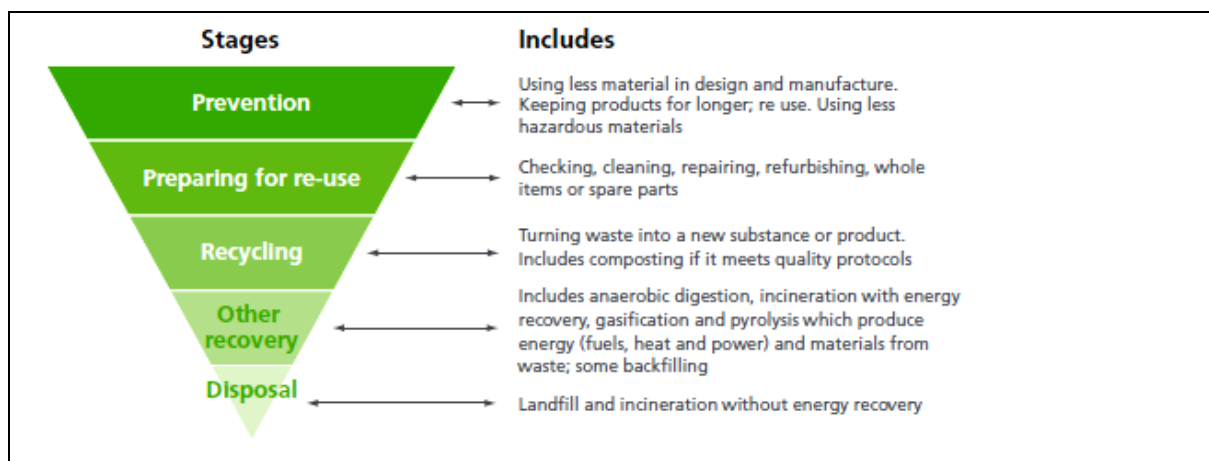 Stages
Includes
Prevention
Using less material in design and manufacture.
Keeping products for longer; re use. Using less
hazardous materials
Preparing for re-use
Checking, cleaning, repairing, refurbishing, whole
items or spare parts
Recycling
Turning waste into a new substance or product.
Includes composting if it meets quality protocols
Other
recovery
Includes anaerobic digestion, incineration with energy
recovery, gasification and pyrolysis which produce
energy (fuels, heat and power) and materials from
waste; some backfilling
Disposal
Landfill and incineration without energy recovery